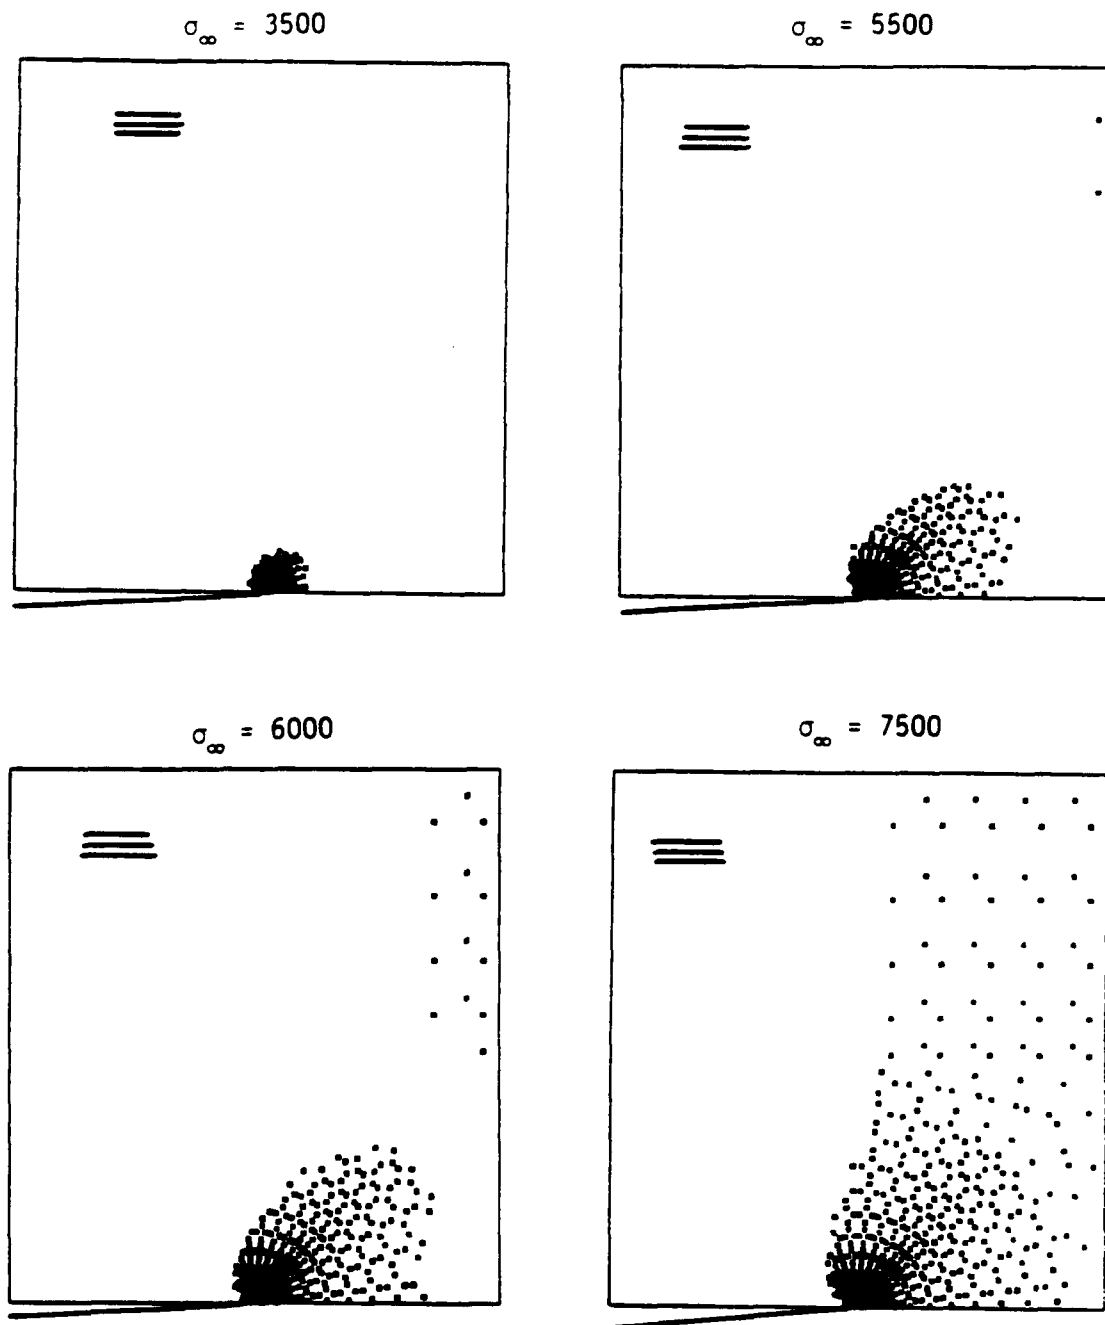 σ∞ = 3500
σ∞ = 5500
σ∞ = 6000
σ∞ = 7500